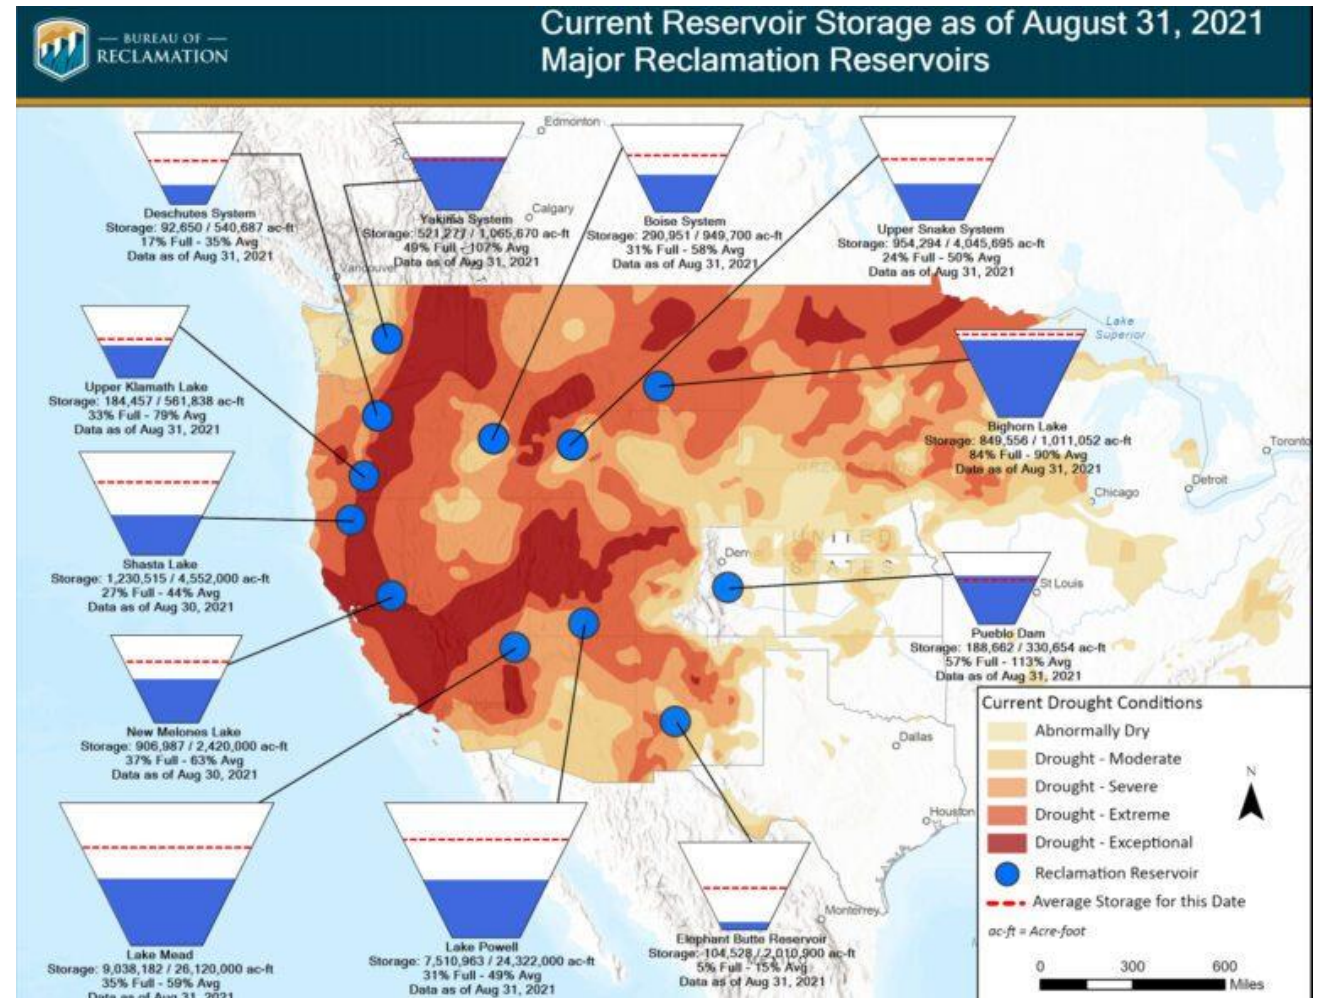 — BUREAU OF —
RECLAMATION
Current Reservoir Storage as of August 31, 2021
Major Reclamation Reservoirs
Edmonton
Calgary
Vancouver
Deschutes System
Storage: 92,650 / 540,687 ac-ft
17% Full - 35% Avg
Data as of Aug 31, 2021
Yakima System
Storage: 521,277 / 1,065,670 ac-ft
49% Full - 107% Avg
Data as of Aug 31, 2021
Boise System
Storage: 290,951 / 949,700 ac-ft
31% Full - 58% Avg
Data as of Aug 31, 2021
Upper Snake System
Storage: 954,294 / 4,045,695 ac-ft
24% Full - 50% Avg
Data as of Aug 31, 2021
Lake
Superior
Upper Klamath Lake
Storage: 184,457 / 561,838 ac-ft
33% Full - 79% Avg
Data as of Aug 31, 2021
Bighorn Lake
Storage: 849,556 / 1,011,052 ac-ft
84% Full - 90% Avg
Data as of Aug 31, 2021
Toronto
Detroit
Chicago
Shasta Lake
Storage: 1,230,515 / 4,552,000 ac-ft
27% Full - 44% Avg
Data as of Aug 30, 2021
UNITED
STATES
Den
St Louis
Pueblo Dam
Storage: 188,662 / 330,654 ac-ft
57% Full - 113% Avg
Data as of Aug 31, 2021
New Melones Lake
Storage: 906,987 / 2,420,000 ac-ft
37% Full - 63% Avg
Data as of Aug 30, 2021
Dallas
Houston
Monterrey
Lake Mead
Storage: 9,038,182 / 26,120,000 ac-ft
35% Full - 59% Avg
Data as of Aug 31, 2021
Lake Powell
Storage: 7,510,963 / 24,322,000 ac-ft
31% Full - 49% Avg
Data as of Aug 31, 2021
Elephant Butte Reservoir
Storage: 104,528 / 2,010,900 ac-ft
5% Full - 15% Avg
Data as of Aug 31, 2021
Current Drought Conditions
Abnormally Dry
Drought - Moderate
Drought - Severe
Drought - Extreme
Drought - Exceptional
Reclamation Reservoir
Average Storage for this Date
ac-ft = Acre-foot
N
0 300 600
Miles